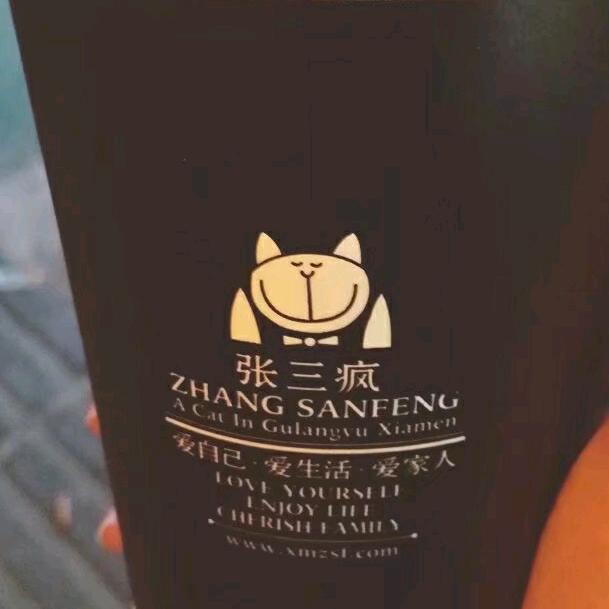 张三疯
ZHANG SANFENG
A Cat In Gulangyu Xiamen
爱自己·爱生活·爱家人
LOVE YOURSELF
ENJOY LIFE
CHERISH FAMILY
www.xmzsf.com